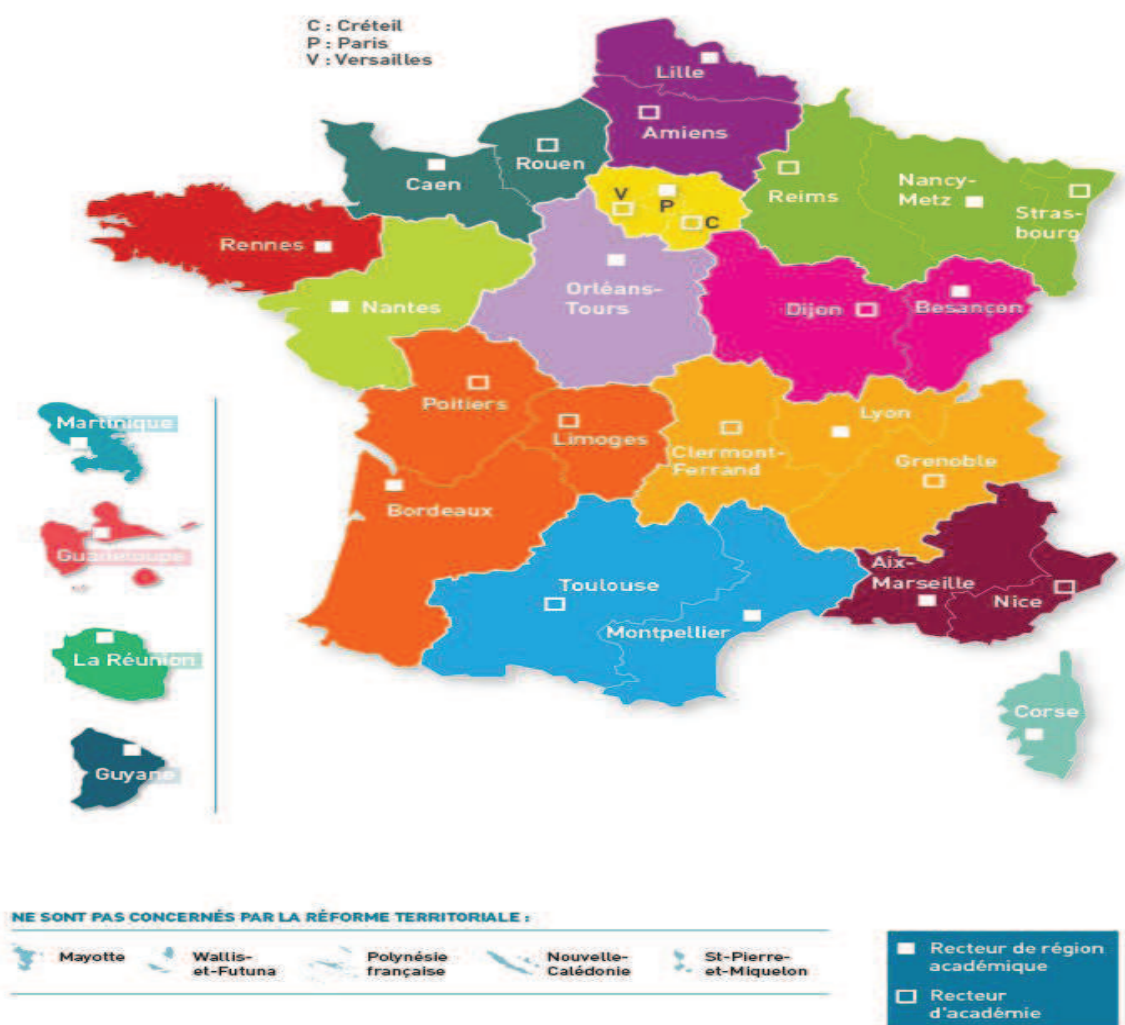 C : Créteil
P : Paris
V : Versailles
Lille
Amiens
Rouen
Caen
V
P
C
Reims
Nancy-
Metz
Stras-
bourg
Rennes
Nantes
Orléans-
Tours
Dijon
Besançon
Poitiers
Limoges
Clermont-
Ferrand
Lyon
Grenoble
Bordeaux
Toulouse
Montpellier
Aix-
Marseille
Nice
Corse
Martinique
Guadeloupe
La Réunion
Guyane
NE SONT PAS CONCERNÉS PAR LA RÉFORME TERRITORIALE :
Mayotte
Wallis-
et-Futuna
Polynésie
française
Nouvelle-
Calédonie
St-Pierre-
et-Miquelon
Recteur de région
académique
Recteur
d'académie